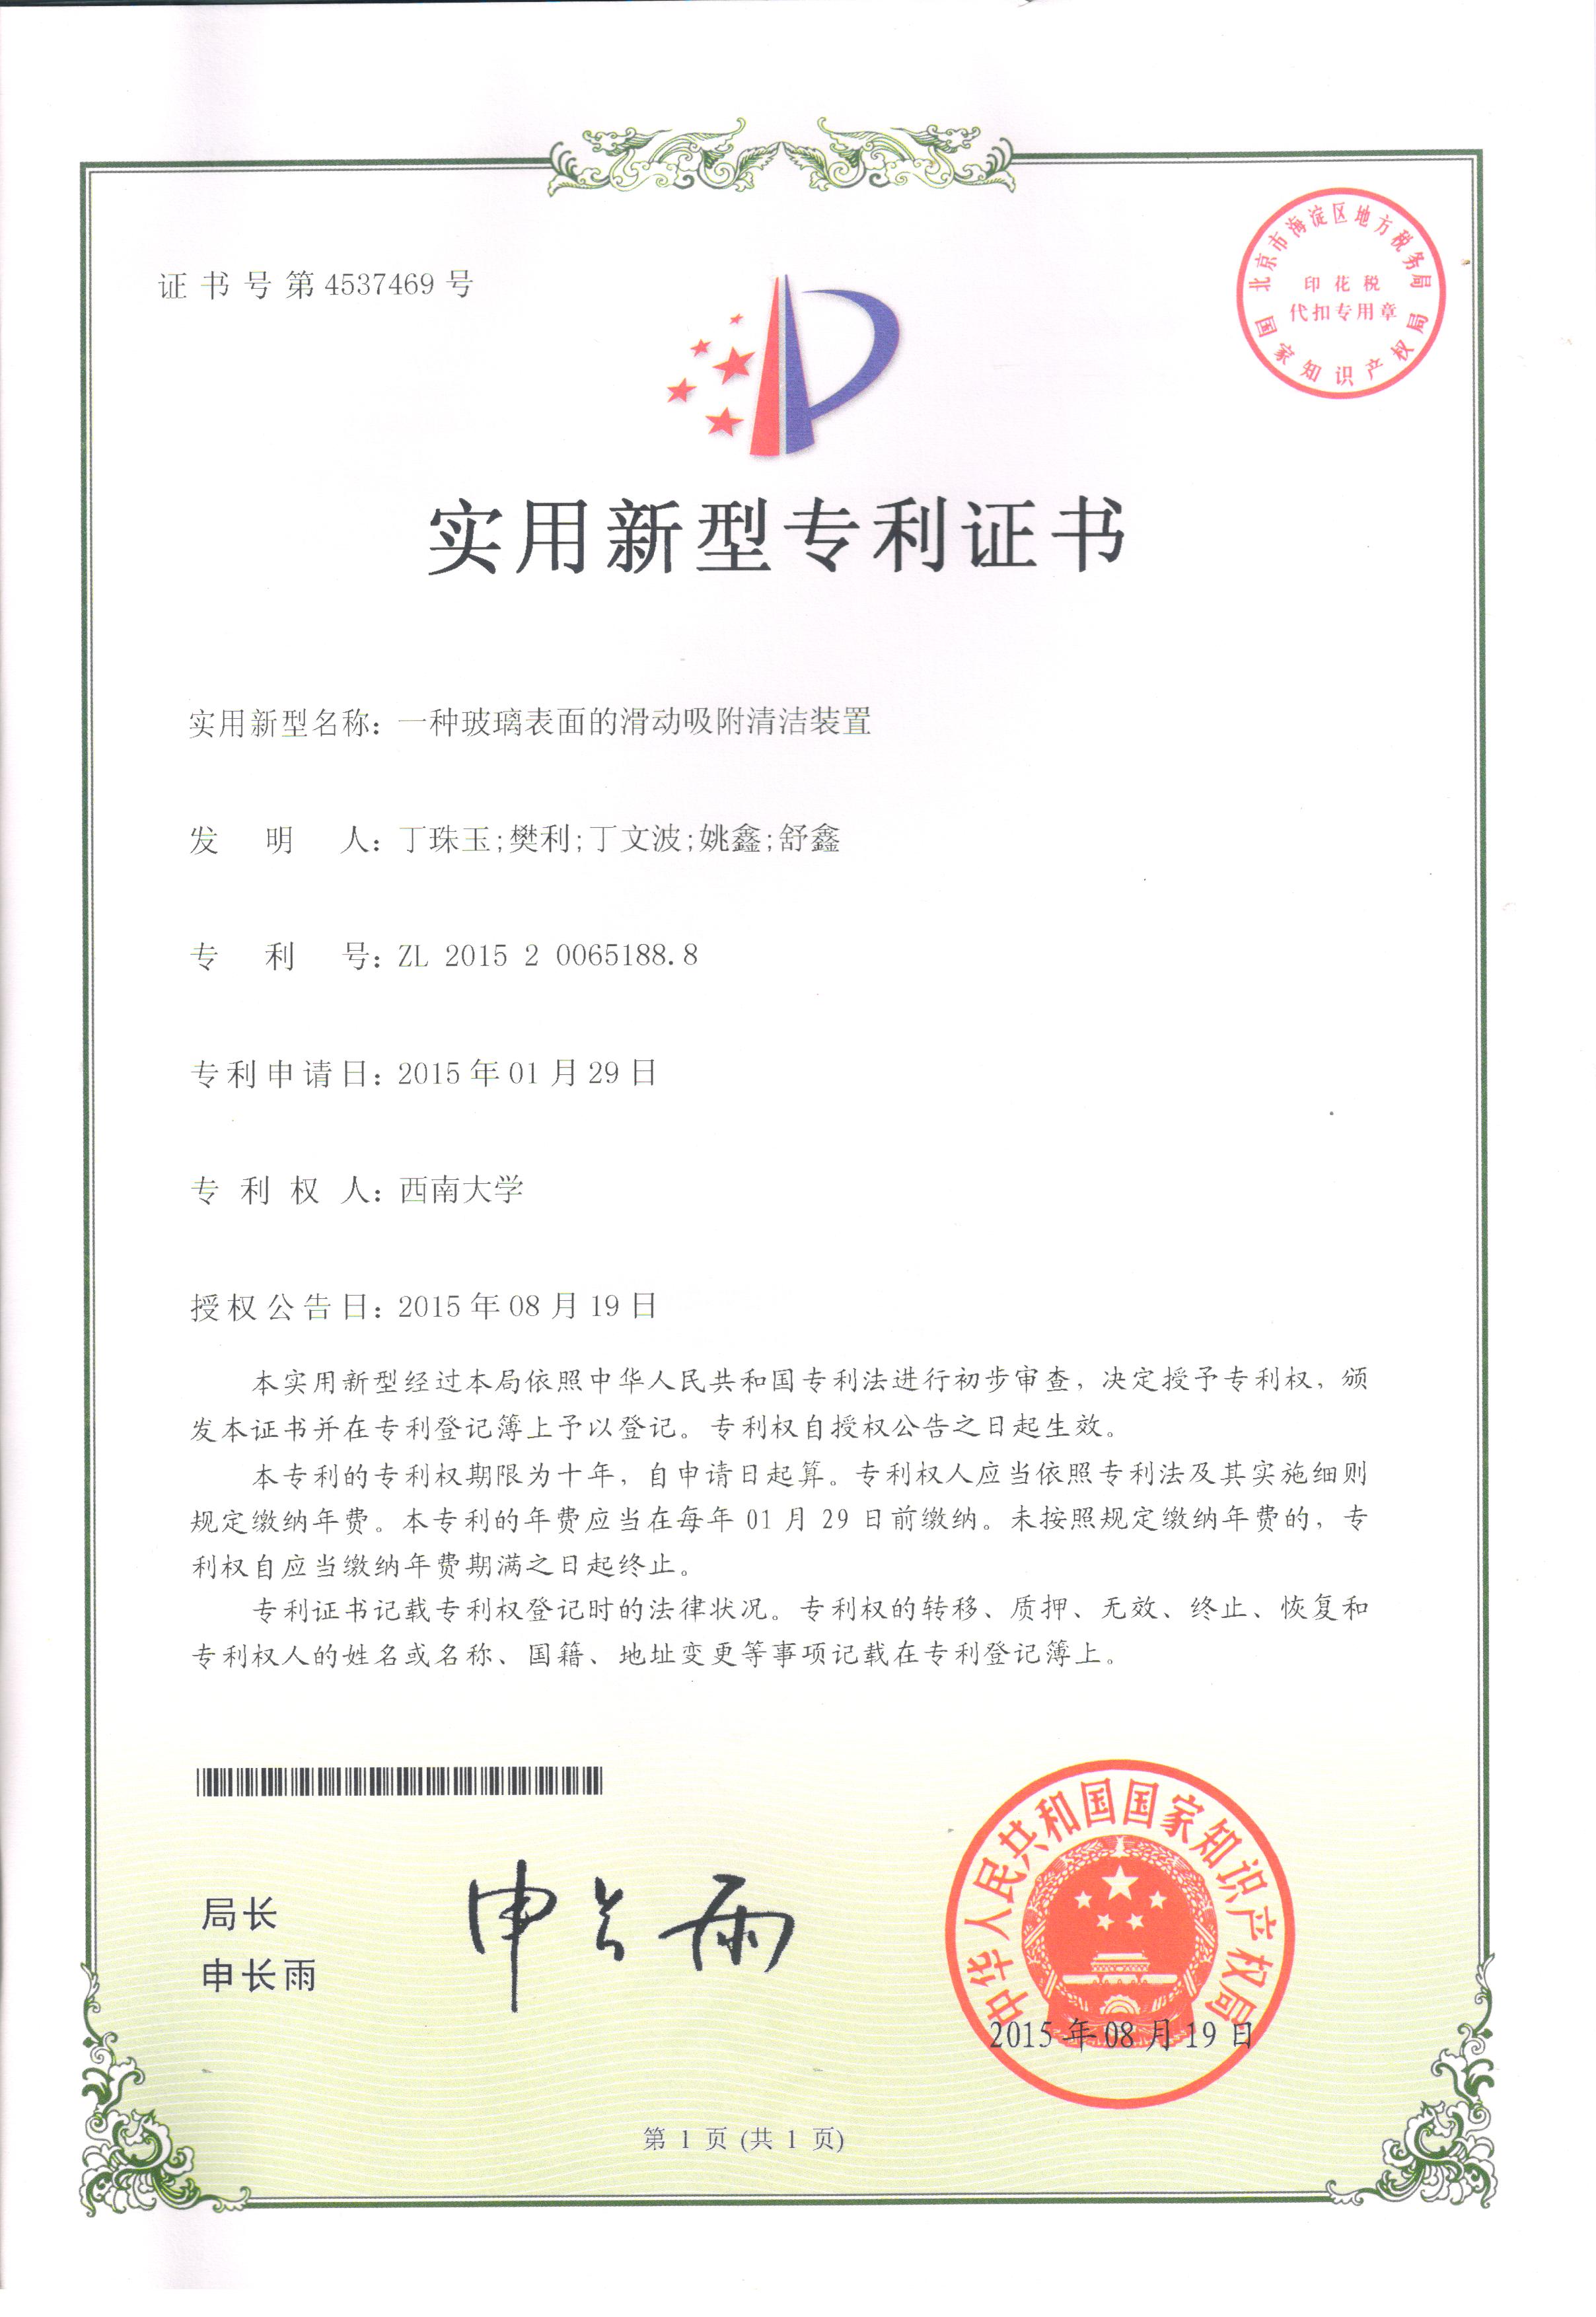 证书号第4537469号
北京市海淀区地方税务局
印花税
代扣专用章
国家知识产权局
实用新型专利证书
实用新型名称：一种玻璃表面的滑动吸附清洁装置
发明人：丁珠玉;樊利;丁文波;姚鑫;舒鑫
专利号：ZL 2015 2 0065188.8
专利申请日：2015年01月29日
专利权人：西南大学
授权公告日：2015年08月19日
本实用新型经过本局依照中华人民共和国专利法进行初步审查，决定授予专利权，颁
发本证书并在专利登记簿上予以登记。专利权自授权公告之日起生效。
本专利的专利权期限为十年，自申请日起算。专利权人应当依照专利法及其实施细则
规定缴纳年费。本专利的年费应当在每年01月29日前缴纳。未按照规定缴纳年费的，专
利权自应当缴纳年费期满之日起终止。
专利证书记载专利权登记时的法律状况。专利权的转移、质押、无效、终止、恢复和
专利权人的姓名或名称、国籍、地址变更等事项记载在专利登记簿上。
局长
申长雨
申长雨
中华人民共和国国家知识产权局
2015年08月19日
第 1 页 (共 1 页)